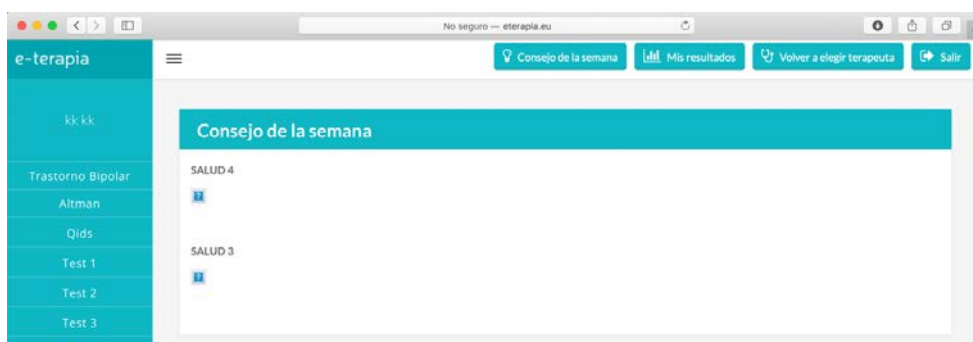 No seguro — eterapia.eu
e-terapia
Consejo de la semana
Mis resultados
Volver a elegir terapeuta
Salir
kk kk
Trastorno Bipolar
Altman
Qids
Test 1
Test 2
Test 3
Consejo de la semana
SALUD 4
?
SALUD 3
?